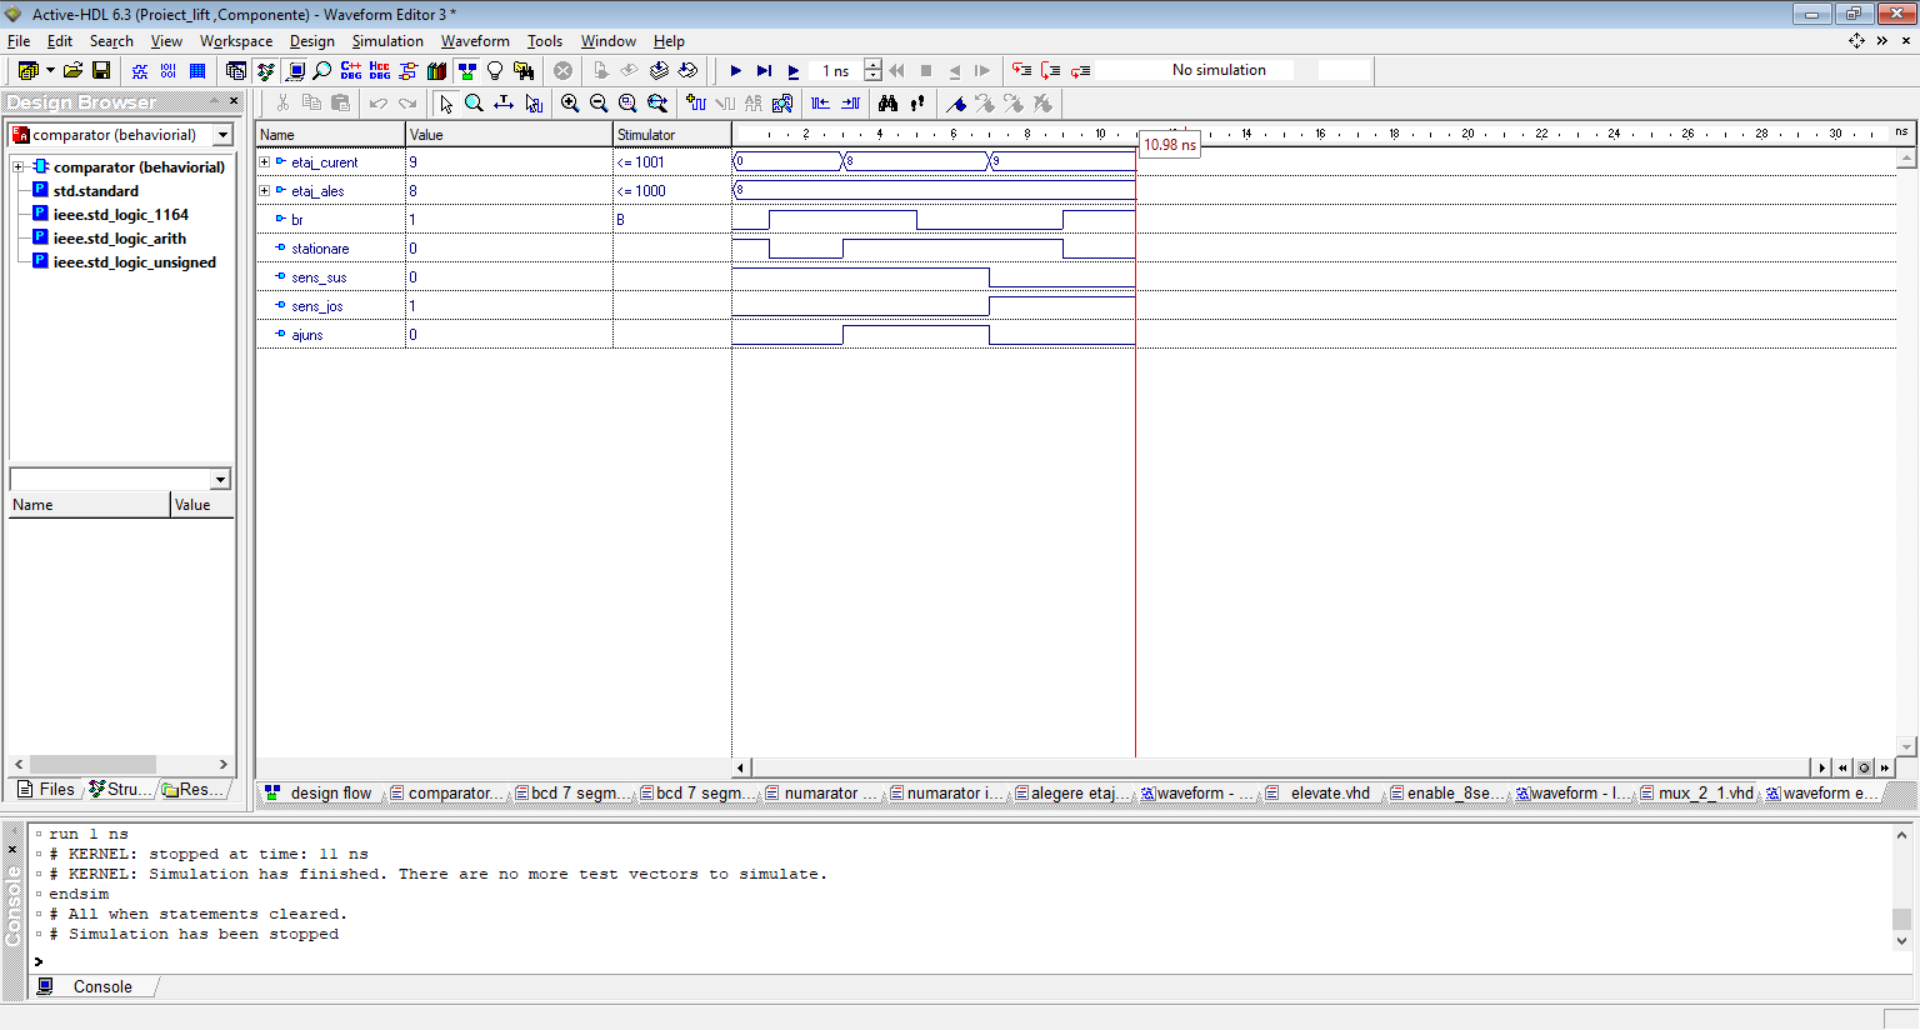 Active-HDL 6.3 (Proiect_lift ,Componente) - Waveform Editor 3 *
File Edit Search View Workspace Design Simulation Waveform Tools Window Help
C++ DBG HCC DBG 1 ns No simulation
Design Browser
comparator (behaviorial)
Name Value Stimulator 2 4 6 8 10 14 16 18 20 22 24 26 28 30 ns
10.98 ns
comparator (behaviorial)
std.standard
ieee.std_logic_1164
ieee.std_logic_arith
ieee.std_logic_unsigned
etaj_curent 9 <= 1001 0 8 9
etaj_ales 8 <= 1000 8
br 1 B
stationare 0
sens_sus 0
sens_jos 1
ajuns 0
Name Value
Files Stru... Res...
design flow comparator... bcd 7 segm... bcd 7 segm... numarator ... numarator i... alegere etaj... waveform - ... elevate.vhd enable_8se... waveform - l... mux_2_1.vhd waveform e...
run 1 ns
# KERNEL: stopped at time: 11 ns
# KERNEL: Simulation has finished. There are no more test vectors to simulate.
endsim
# All when statements cleared.
# Simulation has been stopped
>
Console
Console